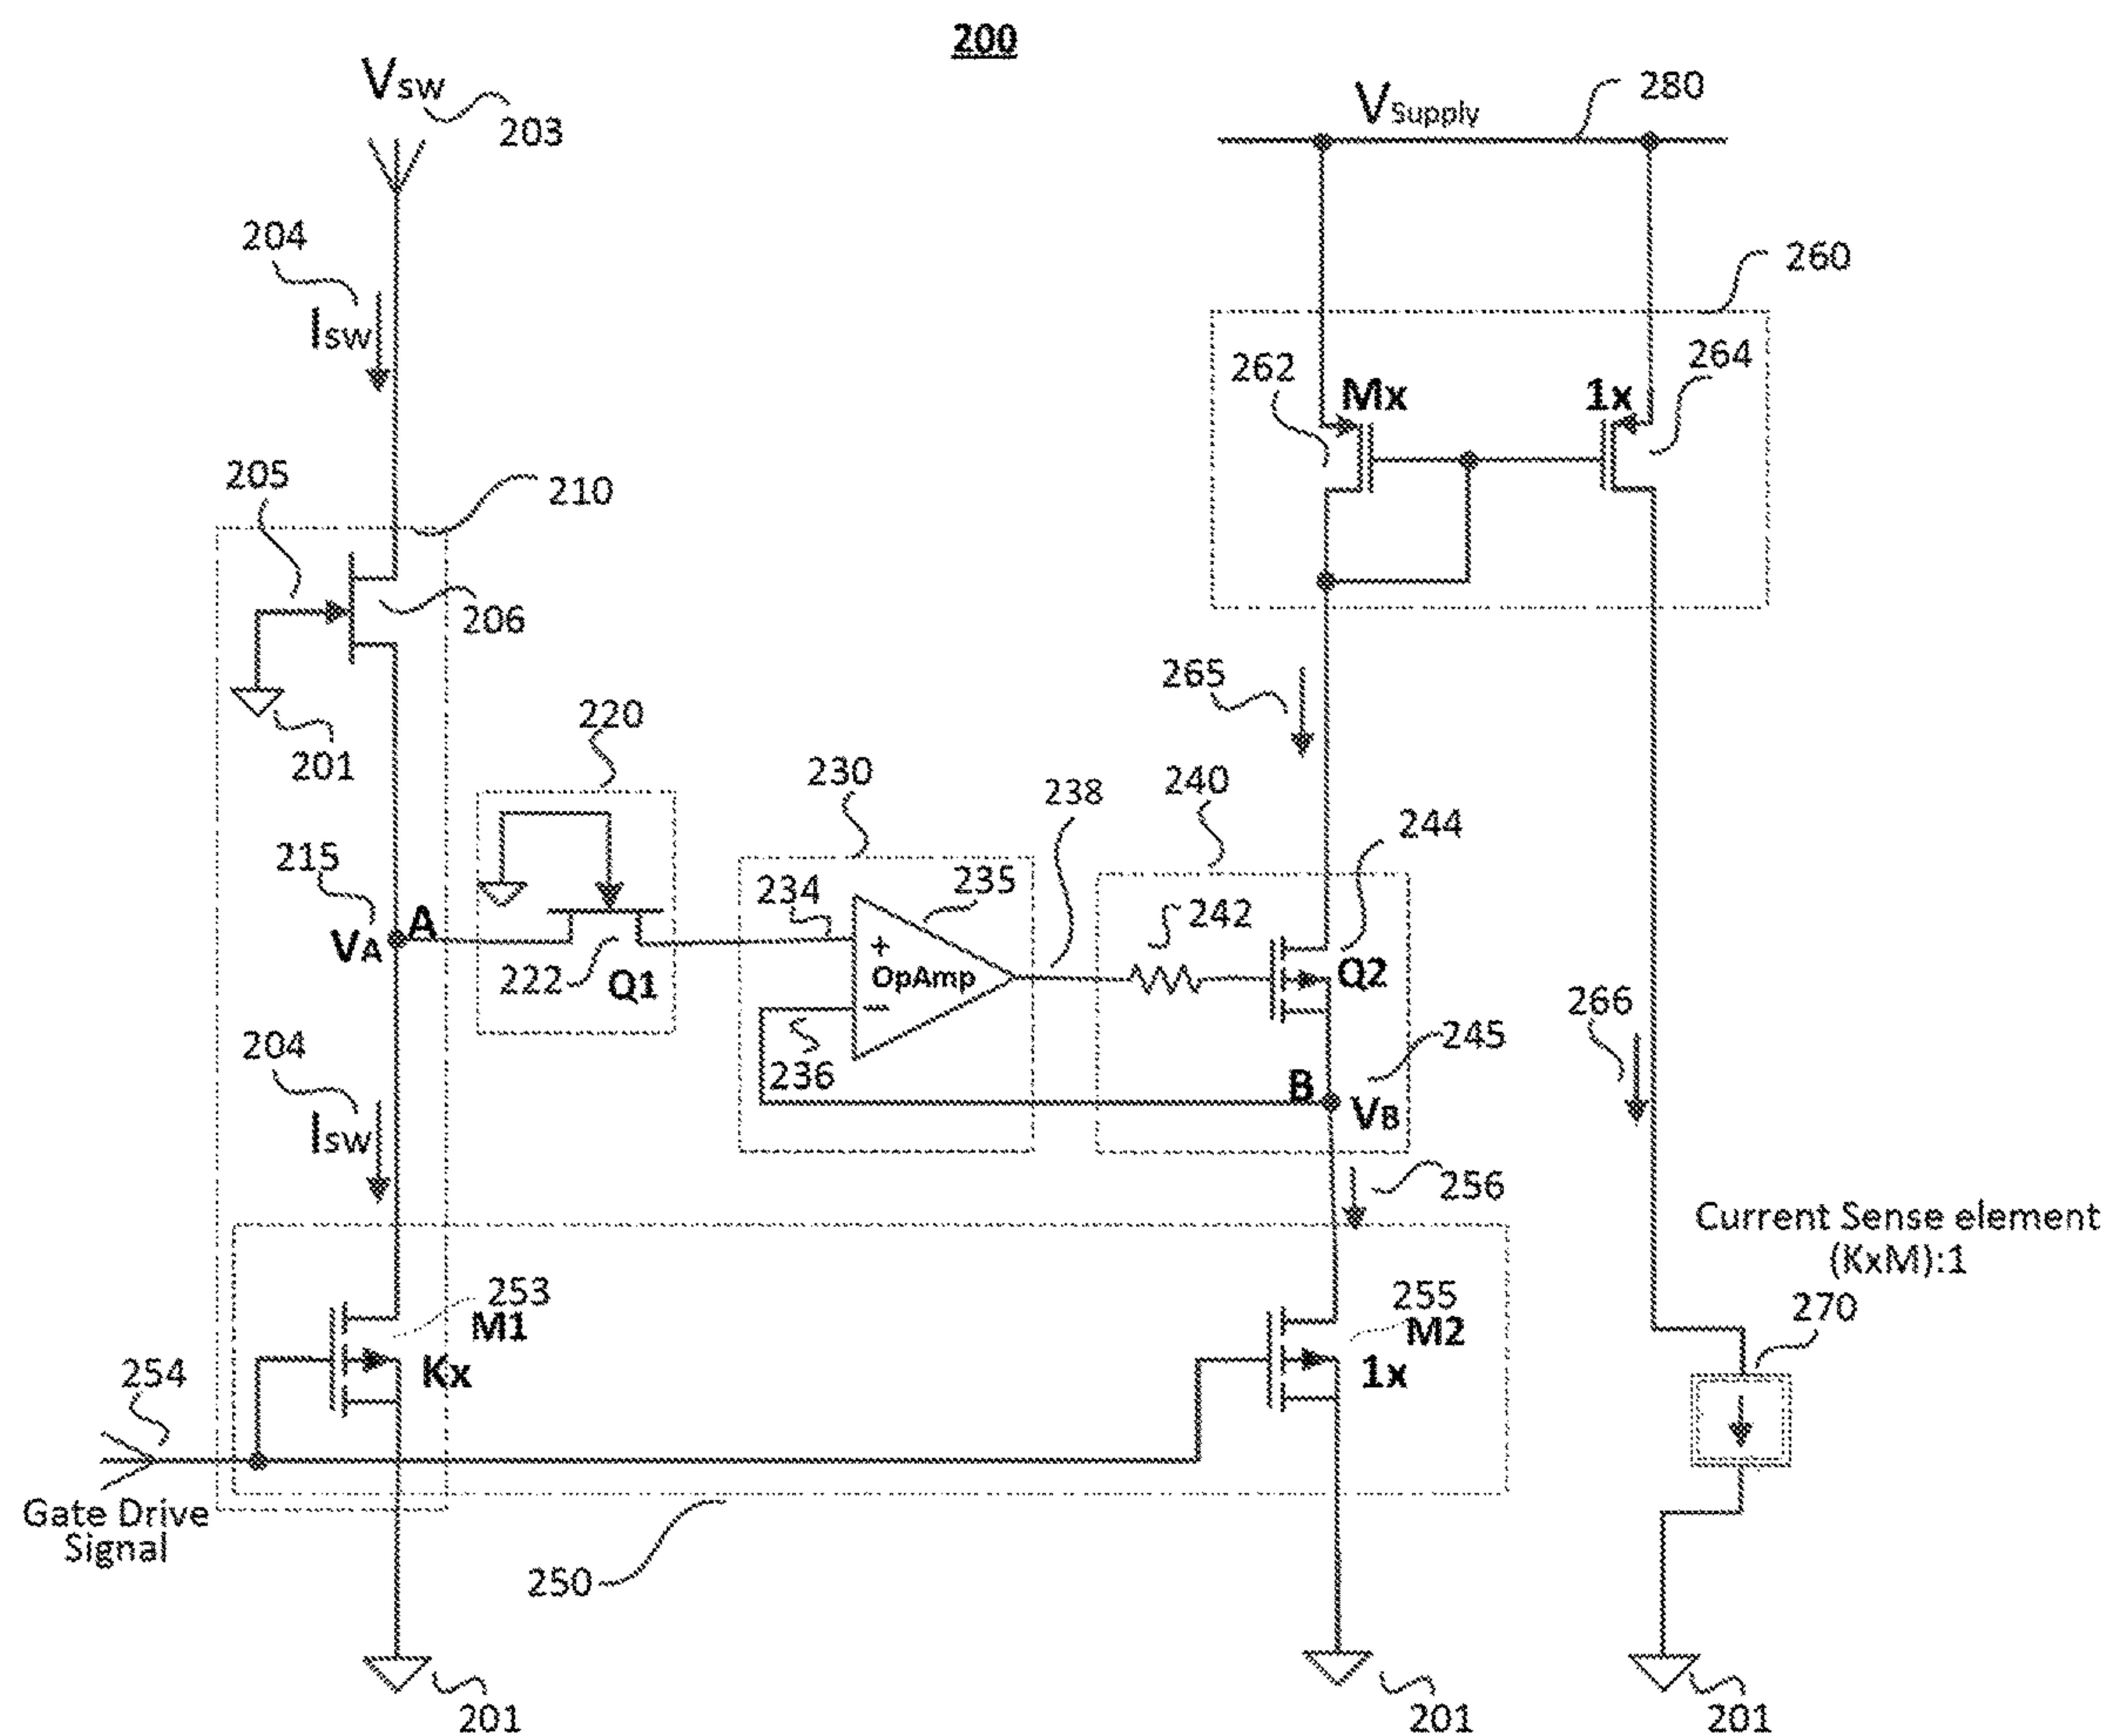 200
Vsw
203
VSupply
280
204
Isw
260
262
Mx
1x
264
205
210
206
201
265
220
230
238
240
244
215
VA
A
222
Q1
234
235
+
OpAmp
−
236
242
Q2
266
245
B
VB
204
Isw
256
Current Sense element
(KxM):1
270
253
M1
Kx
255
M2
1x
254
Gate Drive
Signal
250
201
201
201